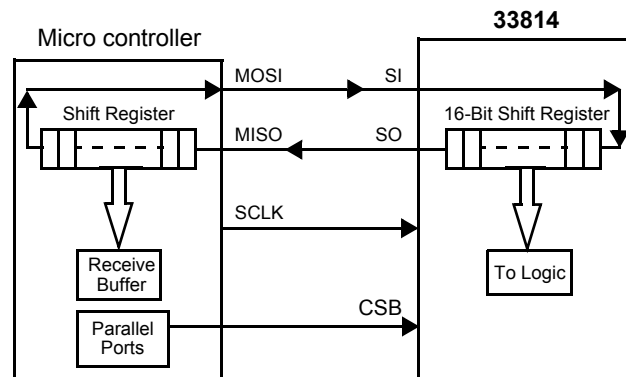 33814
Micro controller
MOSI
SI
Shift Register
16-Bit Shift Register
MISO
SO
SCLK
Receive
Buffer
To Logic
CSB
Parallel
Ports